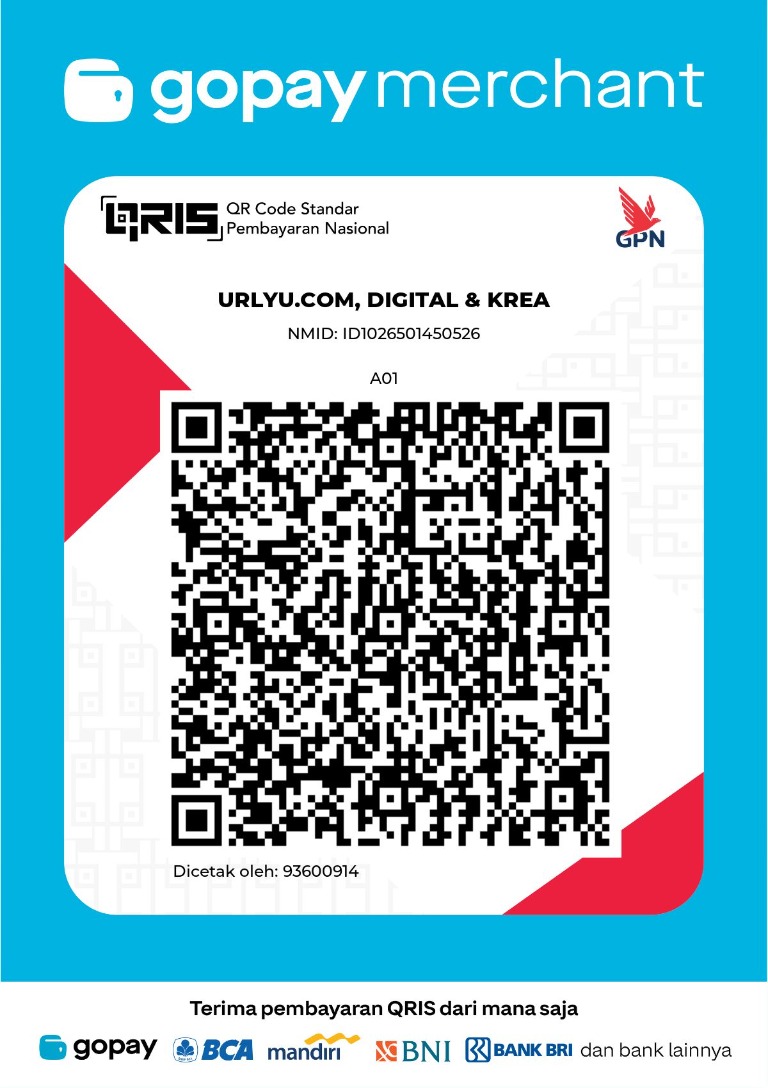 gopay merchant
QRIS QR Code Standar
Pembayaran Nasional
GPN
URLYU.COM, DIGITAL & KREA
NMID: ID1026501450526
A01
Dicetak oleh: 93600914
Terima pembayaran QRIS dari mana saja
gopay BCA mandiri BNI BANK BRI dan bank lainnya